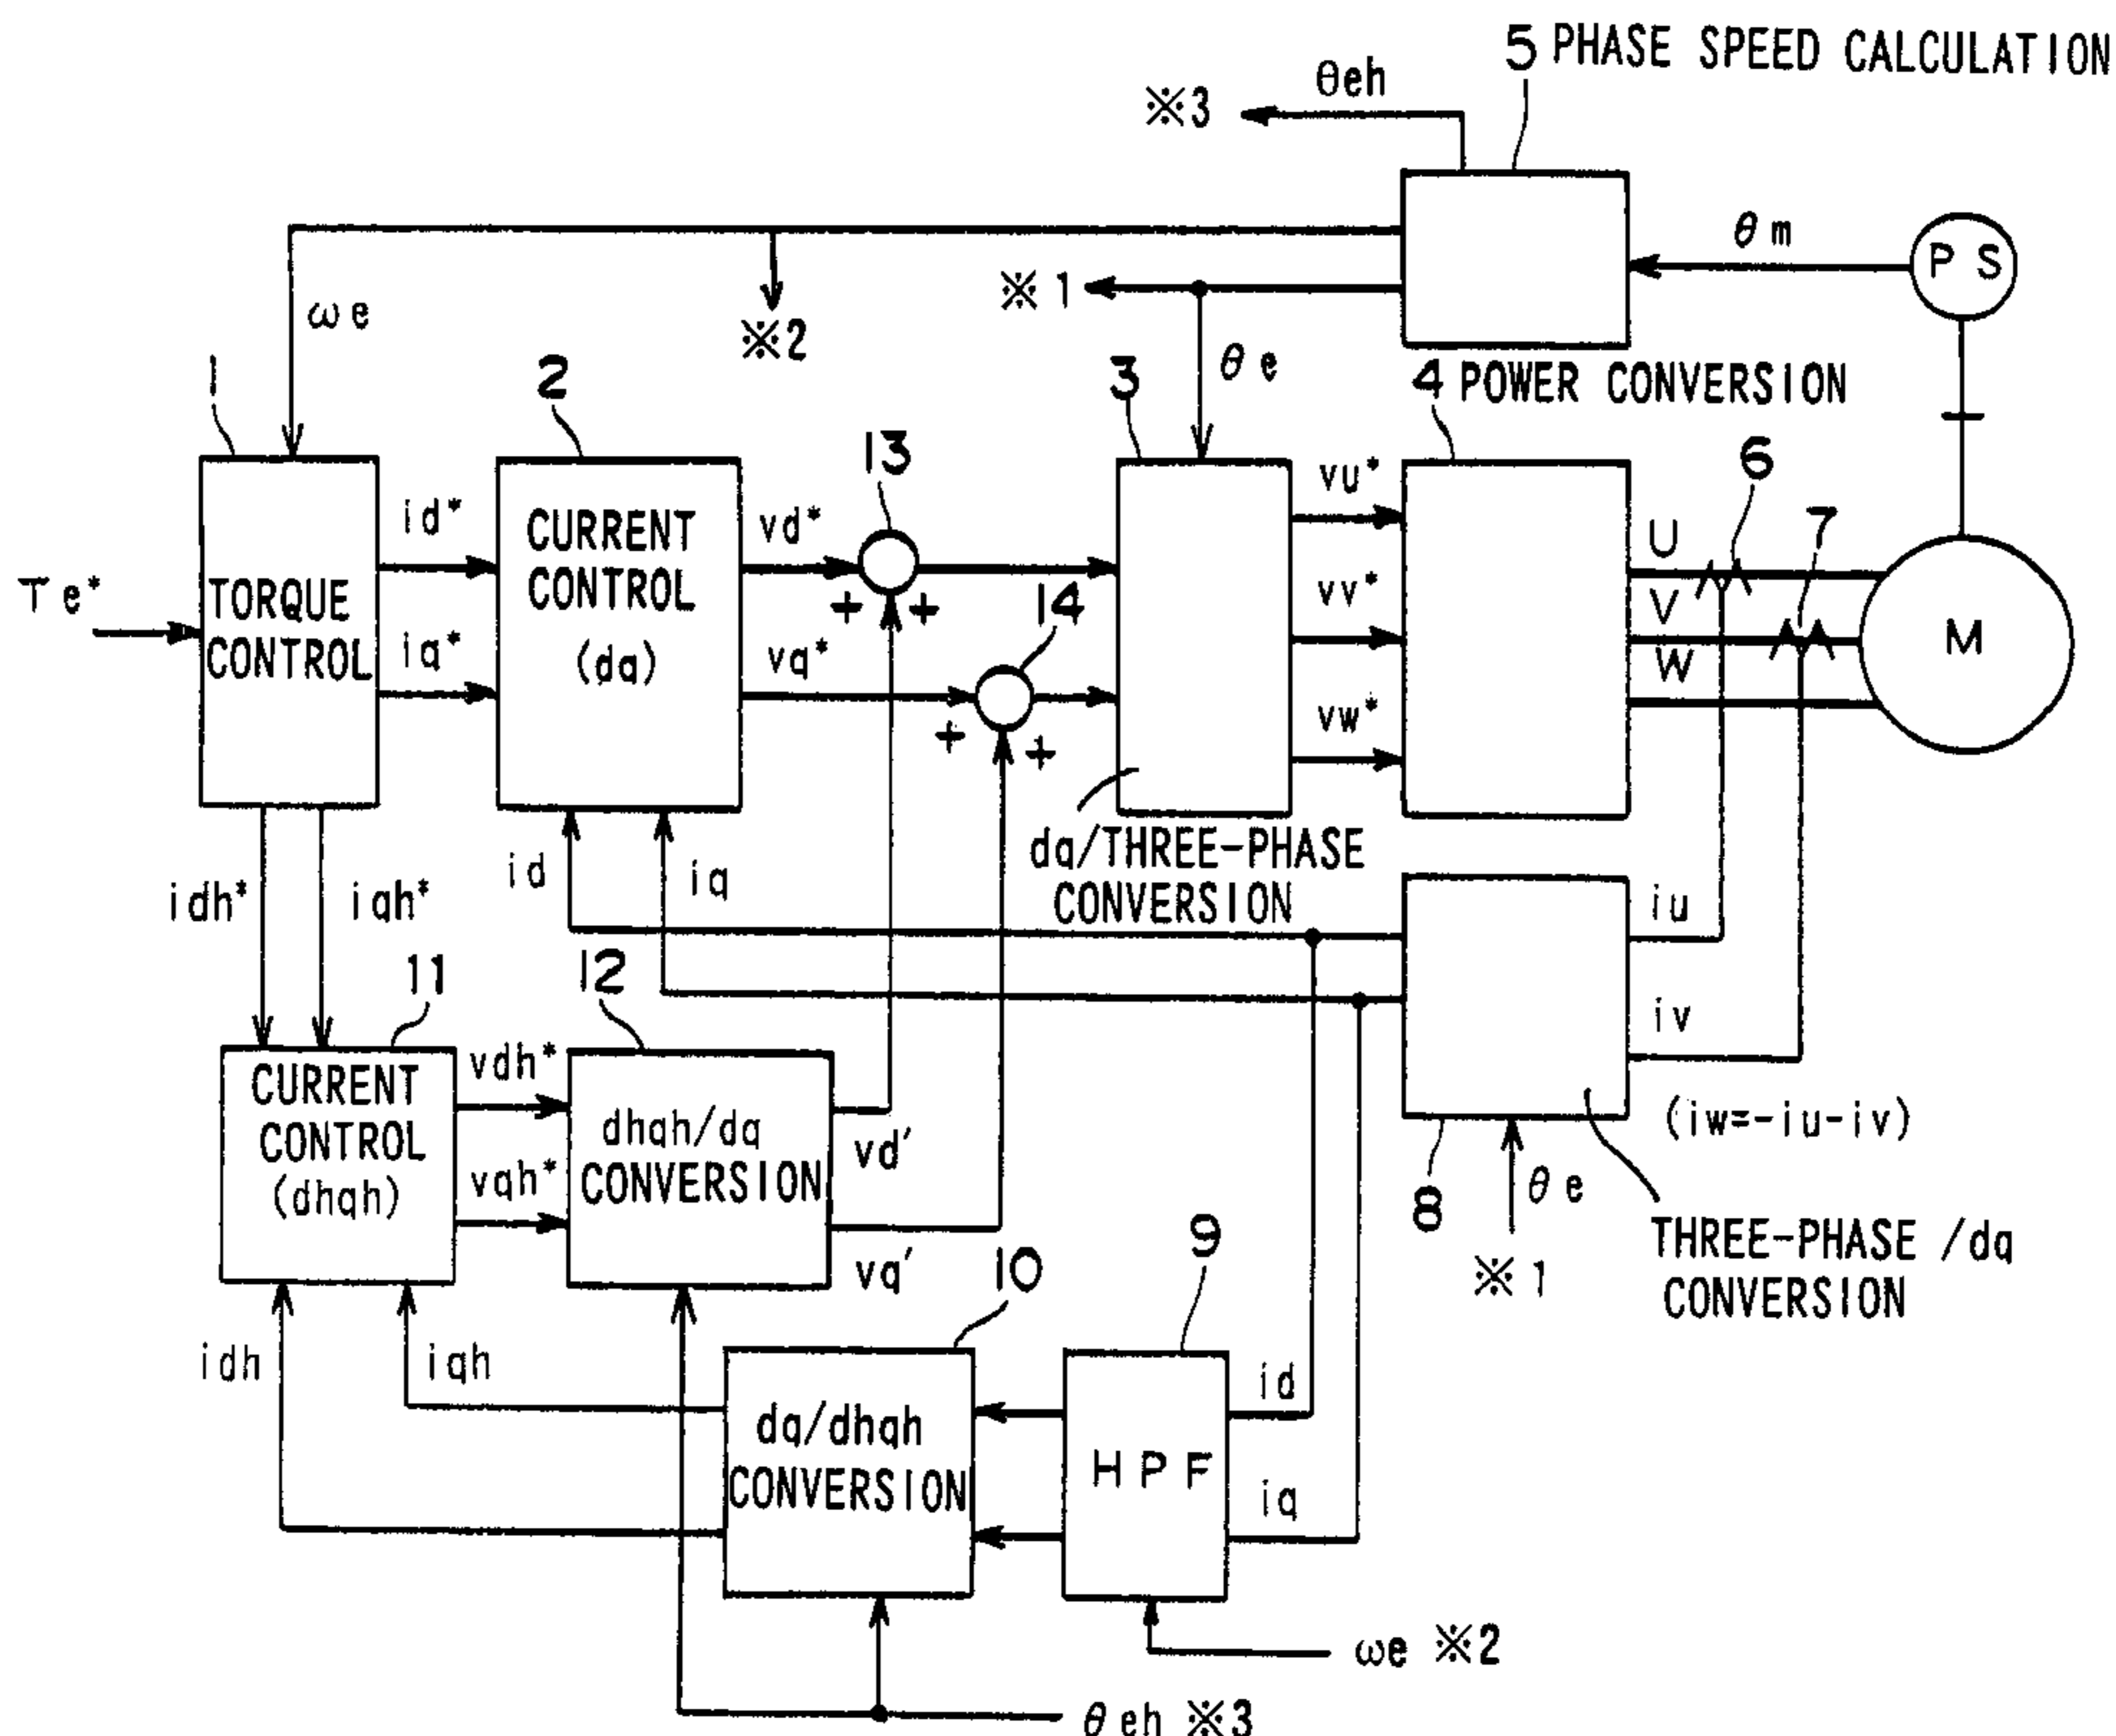 5 PHASE SPEED CALCULATION
θeh
※3
θm
PS
ωe
※2
※1
θe
1
2
3
4 POWER CONVERSION
13
6
7
14
Te*
TORQUE
CONTROL
id*
iq*
CURRENT
CONTROL
(dq)
vd*
vq*
+ +
+ +
vu*
vv*
vw*
U
V
W
M
dq/THREE-PHASE
CONVERSION
idh*
iqh*
id
iq
iu
iv
(iw=-iu-iv)
11
12
CURRENT
CONTROL
(dhqh)
vdh*
vqh*
dhqh/dq
CONVERSION
vd'
vq'
8
θe
※1
THREE-PHASE /dq
CONVERSION
10
9
idh
iqh
dq/dhqh
CONVERSION
HPF
id
iq
ωe ※2
θeh ※3